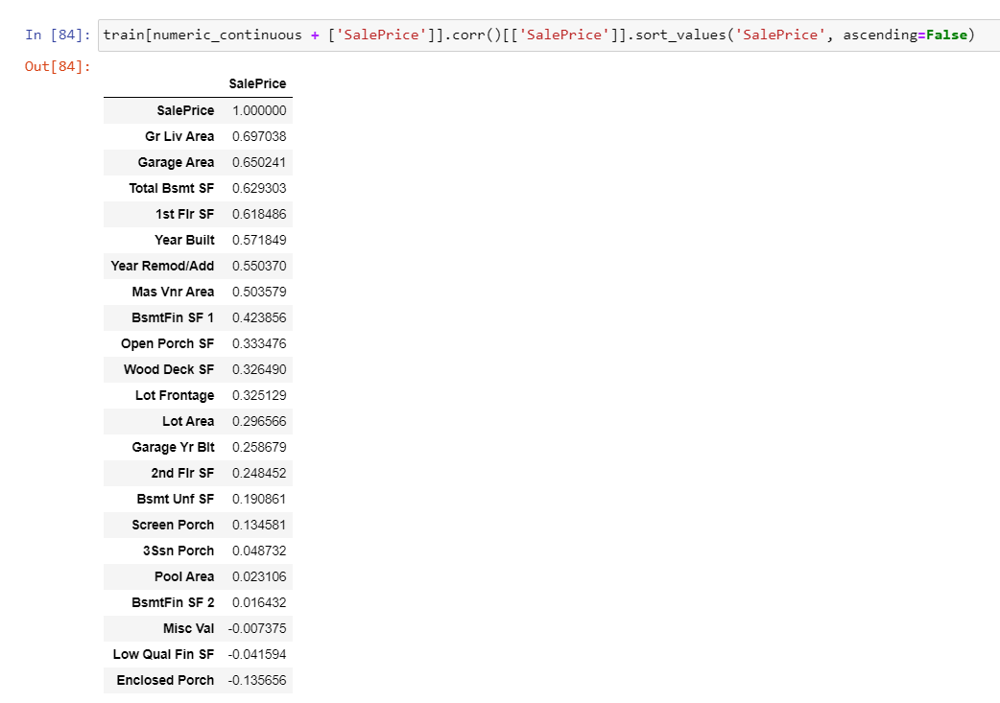 In [84]: train[numeric_continuous + ['SalePrice']].corr()[['SalePrice']].sort_values('SalePrice', ascending=False)
Out[84]:
SalePrice
SalePrice 1.000000
Gr Liv Area 0.697038
Garage Area 0.650241
Total Bsmt SF 0.629303
1st Flr SF 0.618486
Year Built 0.571849
Year Remod/Add 0.550370
Mas Vnr Area 0.503579
BsmtFin SF 1 0.423856
Open Porch SF 0.333476
Wood Deck SF 0.326490
Lot Frontage 0.325129
Lot Area 0.296566
Garage Yr Blt 0.258679
2nd Flr SF 0.248452
Bsmt Unf SF 0.190861
Screen Porch 0.134581
3Ssn Porch 0.048732
Pool Area 0.023106
BsmtFin SF 2 0.016432
Misc Val -0.007375
Low Qual Fin SF -0.041594
Enclosed Porch -0.135656